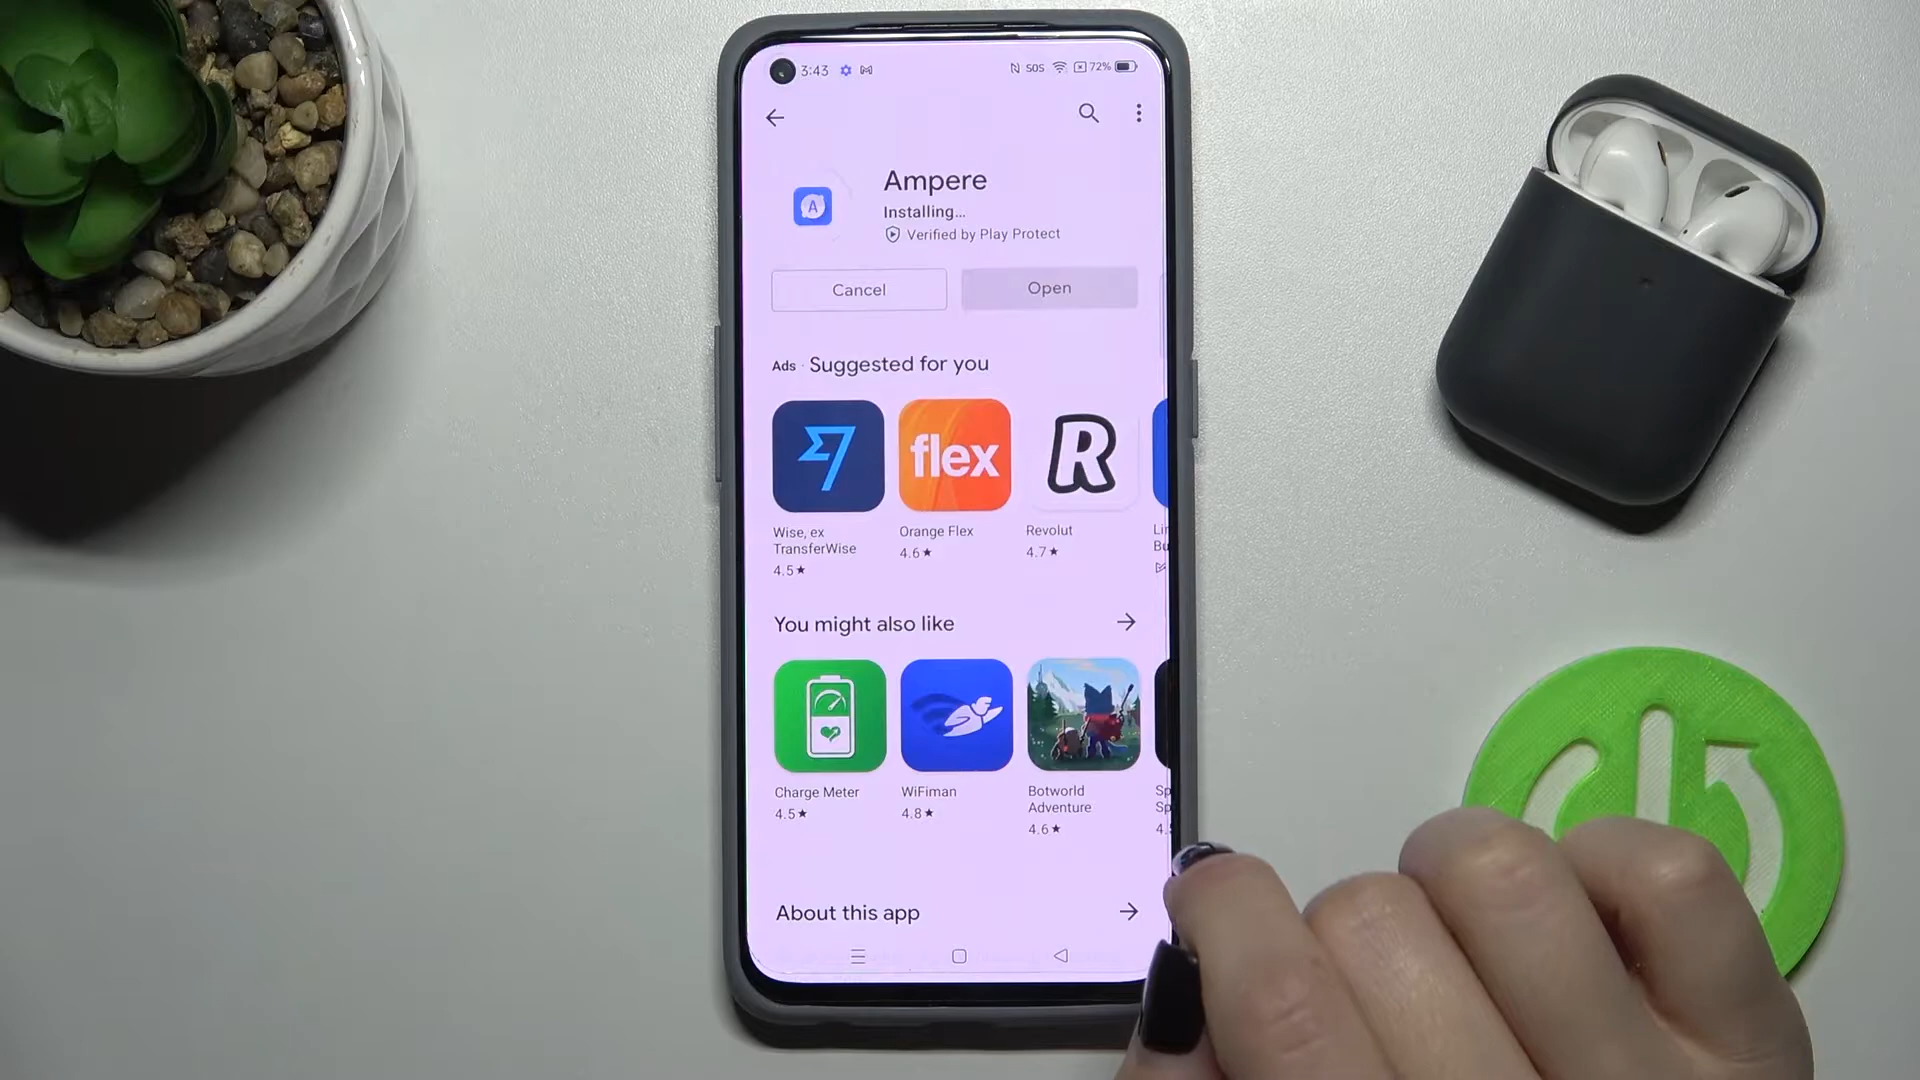 3:43 SOS 72%
Ampere
A
Installing...
Verified by Play Protect
Cancel Open
Ads · Suggested for you
flex R
Wise, ex TransferWise
4.5★
Orange Flex
4.6★
Revolut
4.7★
You might also like
Charge Meter
4.5★
WiFiman
4.8★
Botworld Adventure
4.6★
About this app